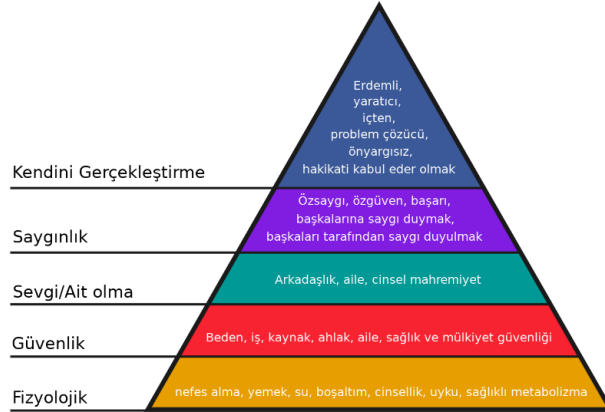 Erdemli,
yaratıcı,
içten,
problem çözücü,
önyargısız,
hakikati kabul eder olmak
Kendini Gerçekleştirme
Özsaygı, özgüven, başarı,
başkalarına saygı duymak,
başkaları tarafından saygı duyulmak
Saygınlık
Arkadaşlık, aile, cinsel mahremiyet
Sevgi/Ait olma
Beden, iş, kaynak, ahlak, aile, sağlık ve mülkiyet güvenliği
Güvenlik
nefes alma, yemek, su, boşaltım, cinsellik, uyku, sağlıklı metabolizma
Fizyolojik